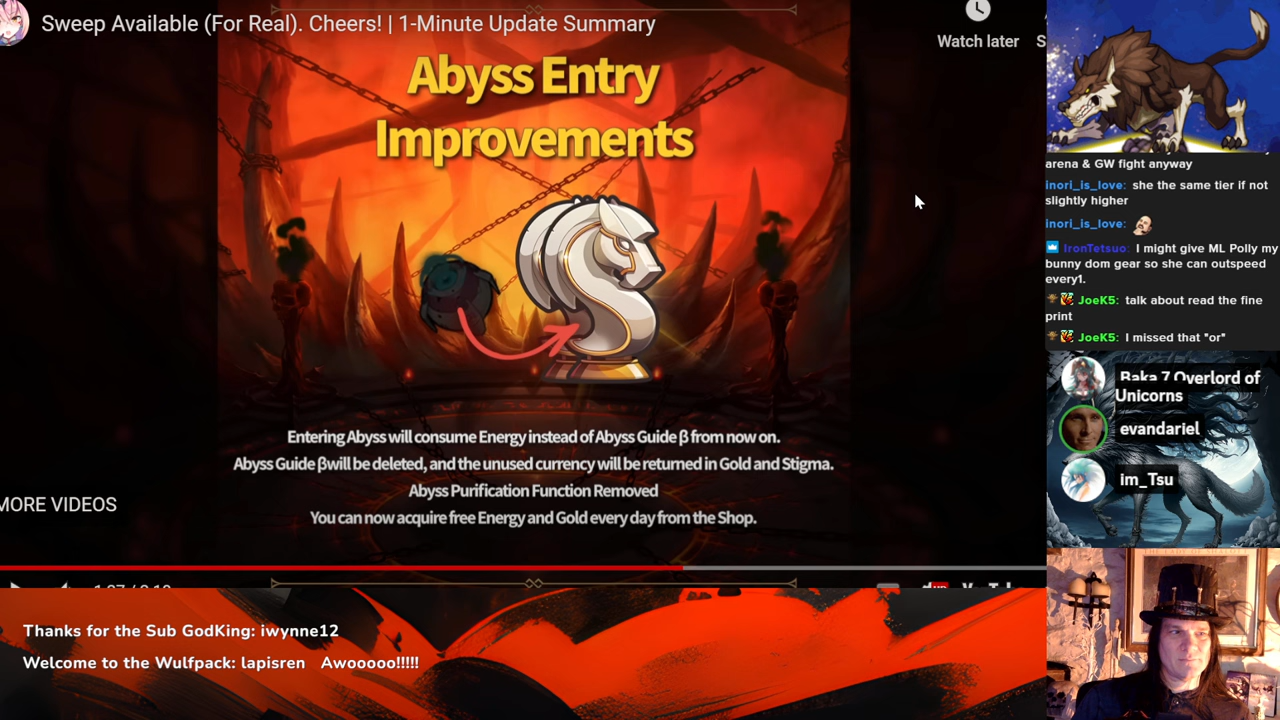 Sweep Available (For Real). Cheers! | 1-Minute Update Summary
Watch later
Abyss Entry
Improvements
Entering Abyss will consume Energy instead of Abyss Guide β from now on.
Abyss Guide βwill be deleted, and the unused currency will be returned in Gold and Stigma.
Abyss Purification Function Removed
You can now acquire free Energy and Gold every day from the Shop.
MORE VIDEOS
Thanks for the Sub GodKing: iwynne12
Welcome to the Wulfpack: lapisren Awooooo!!!!!
arena & GW fight anyway
inori_is_love: she the same tier if not
slightly higher
inori_is_love:
IronTetsuo: I might give ML Polly my
bunny dom gear so she can outspeed
every1.
JoeK5: talk about read the fine
print
JoeK5: I missed that "or"
Baka 7 Overlord of
Unicorns
evandariel
im_Tsu